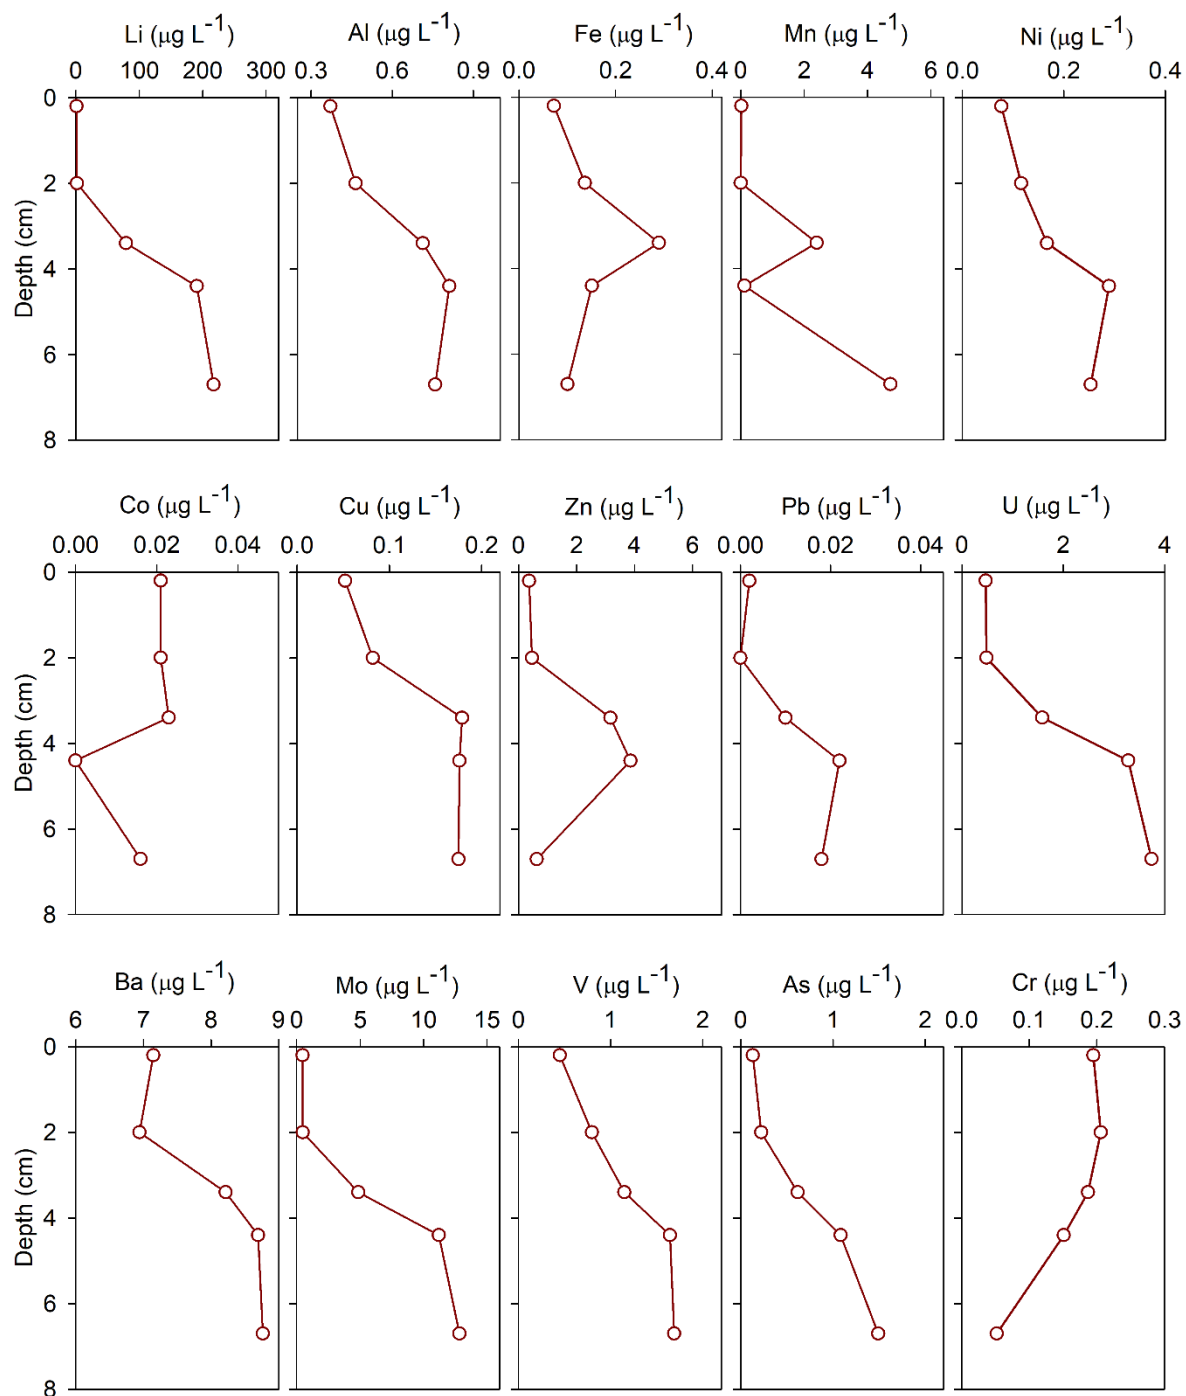 Li (μg L⁻¹) Al (μg L⁻¹) Fe (μg L⁻¹) Mn (μg L⁻¹) Ni (μg L⁻¹)
0 100 200 300 0.3 0.6 0.9 0.0 0.2 0.4 0 2 4 6 0.0 0.2 0.4
0
2
4
6
8
Depth (cm)
Co (μg L⁻¹) Cu (μg L⁻¹) Zn (μg L⁻¹) Pb (μg L⁻¹) U (μg L⁻¹)
0.00 0.02 0.04 0.0 0.1 0.2 0 2 4 6 0.00 0.02 0.04 0 2 4
0
2
4
6
8
Depth (cm)
Ba (μg L⁻¹) Mo (μg L⁻¹) V (μg L⁻¹) As (μg L⁻¹) Cr (μg L⁻¹)
6 7 8 9 0 5 10 15 0 1 2 0 1 2 0.0 0.1 0.2 0.3
0
2
4
6
8
Depth (cm)